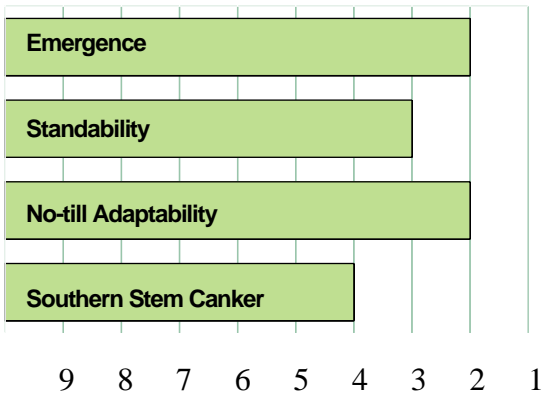 Emergence
Standability
No-till Adaptability
Southern Stem Canker
9 8 7 6 5 4 3 2 1